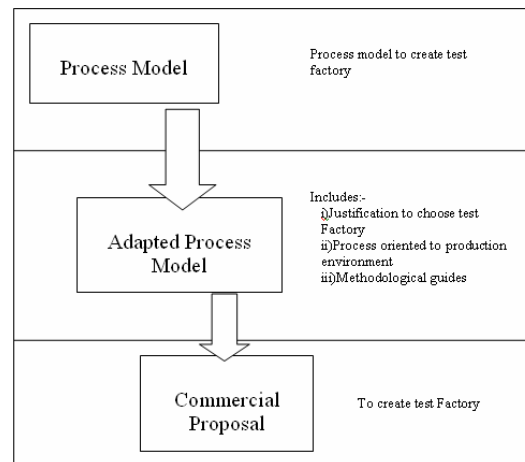 Process Model
Process model to create test
factory
Adapted Process
Model
Includes:-
i)Justification to choose test
Factory
ii)Process oriented to production
environment
iii)Methodological guides
Commercial
Proposal
To create test Factory